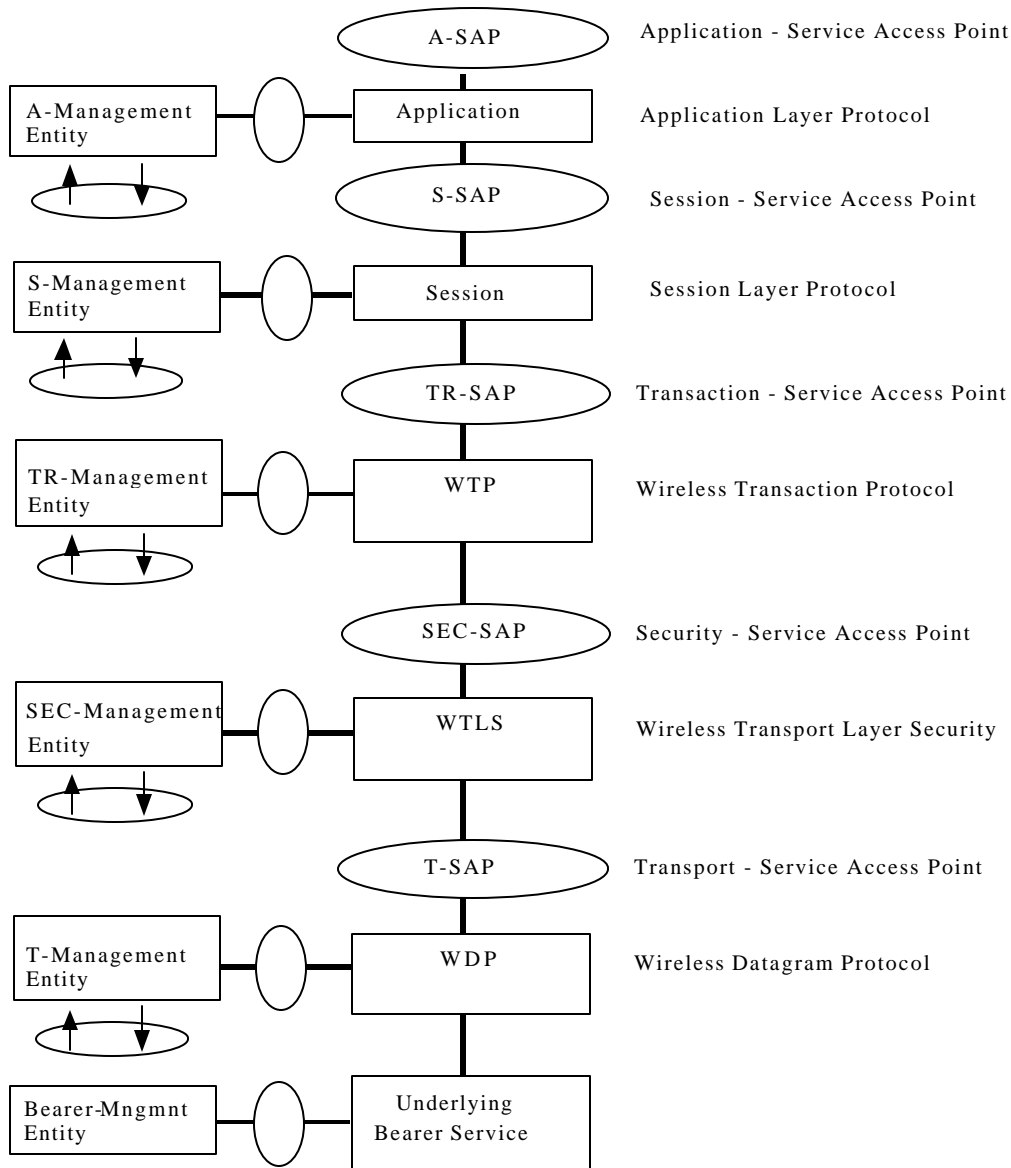 A-SAP
Application - Service Access Point
A-Management
Entity
Application
Application Layer Protocol
S-SAP
Session - Service Access Point
S-Management
Entity
Session
Session Layer Protocol
TR-SAP
Transaction - Service Access Point
TR-Management
Entity
WTP
Wireless Transaction Protocol
SEC-SAP
Security - Service Access Point
SEC-Management
Entity
WTLS
Wireless Transport Layer Security
T-SAP
Transport - Service Access Point
T-Management
Entity
WDP
Wireless Datagram Protocol
Bearer-Mngmnt
Entity
Underlying
Bearer Service